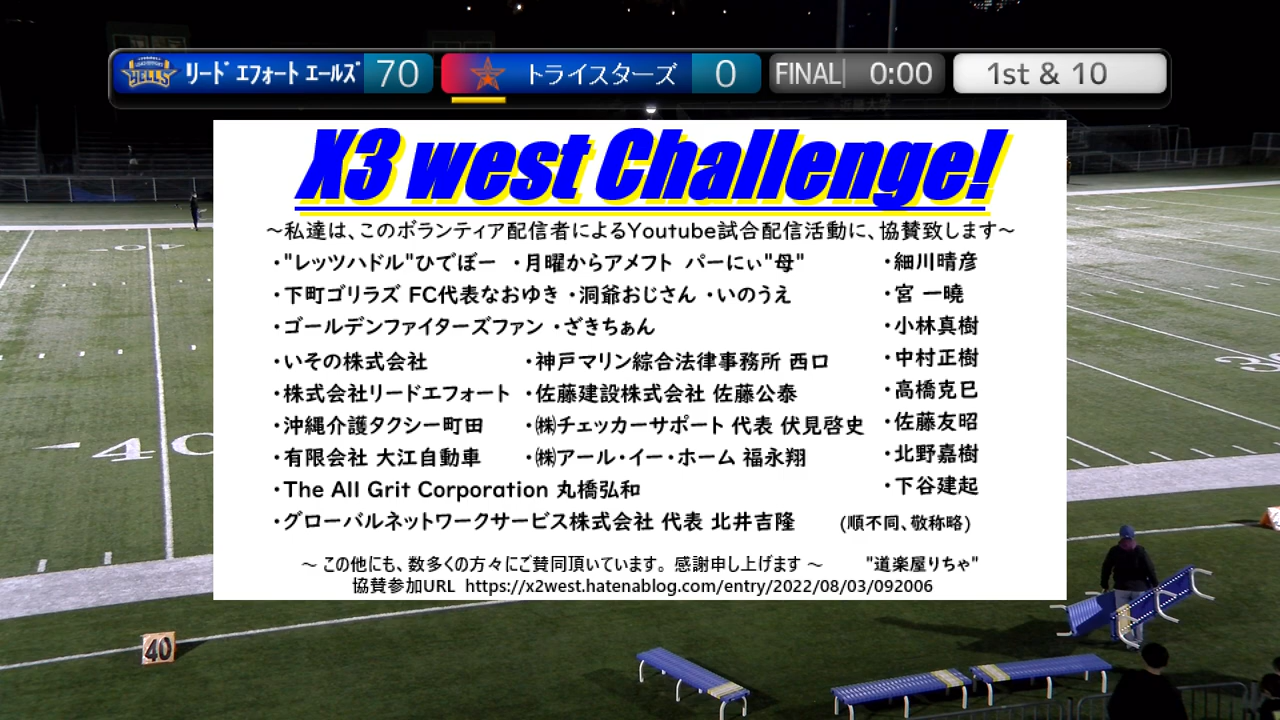 HELLS リードエフォートエールズ 70 トライスターズ 0 FINAL 0:00 1st & 10
X3 west Challenge!
～私達は、このボランティア配信者によるYoutube試合配信活動に、協賛致します～
・"レッツハドル"ひでぼー ・月曜からアメフト パーにぃ"母" ・細川晴彦
・下町ゴリラズ FC代表なおゆき ・洞爺おじさん ・いのうえ ・宮 一曉
・ゴールデンファイターズファン ・ざきちぁん ・小林真樹
・いその株式会社 ・神戸マリン綜合法律事務所 西口 ・中村正樹
・株式会社リードエフォート ・佐藤建設株式会社 佐藤公泰 ・高橋克巳
・沖縄介護タクシー町田 ・㈱チェッカーサポート 代表 伏見啓史 ・佐藤友昭
・有限会社 大江自動車 ・㈱アール・イー・ホーム 福永翔 ・北野嘉樹
・The All Grit Corporation 丸橋弘和 ・下谷建起
・グローバルネットワークサービス株式会社 代表 北井吉隆 (順不同、敬称略)
～ この他にも、数多くの方々にご賛同頂いています。感謝申し上げます ～ "道楽屋りちゃ"
協賛参加URL https://x2west.hatenablog.com/entry/2022/08/03/092006
40
40
40